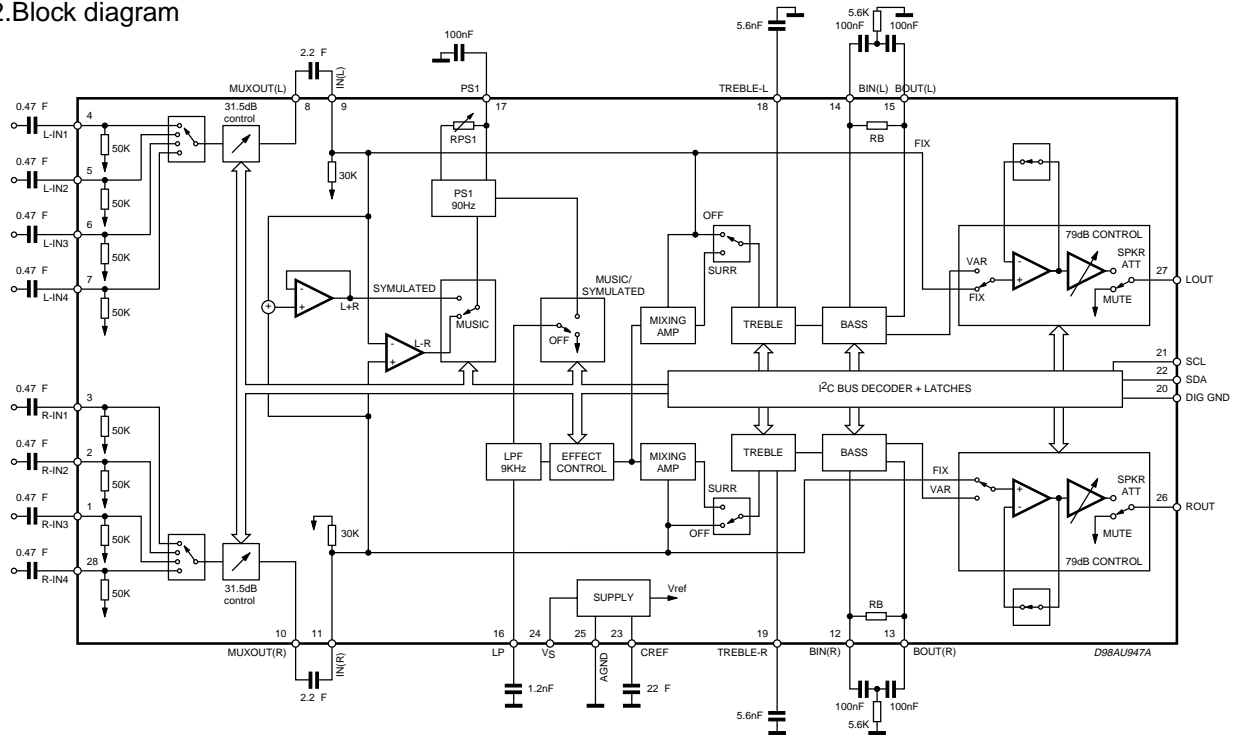 2.Block diagram
5.6nF
5.6K
100nF 100nF
100nF
2.2 F
MUXOUT(L)
IN(L)
PS1
TREBLE-L
BIN(L) BOUT(L)
8 9 17 18 14 15
0.47 F
4
L-IN1
50K
0.47 F
5
L-IN2
50K
0.47 F
6
L-IN3
50K
0.47 F
7
L-IN4
50K
31.5dB
control
30K
RPS1
PS1
90Hz
RB
FIX
OFF
SURR
MUSIC/
SYMULATED
SYMULATED
L+R
MUSIC
OFF
L-R
MIXING
AMP
TREBLE
BASS
VAR
FIX
79dB CONTROL
SPKR
ATT
MUTE
27
LOUT
I2C BUS DECODER + LATCHES
21
SCL
22
SDA
20
DIG GND
0.47 F
3
R-IN1
50K
0.47 F
2
R-IN2
50K
0.47 F
1
R-IN3
50K
0.47 F
28
R-IN4
50K
31.5dB
control
30K
LPF
9KHz
EFFECT
CONTROL
MIXING
AMP
SURR
OFF
TREBLE
BASS
FIX
VAR
SPKR
ATT
MUTE
79dB CONTROL
26
ROUT
SUPPLY
Vref
RB
10 11 16 24 25 23 19 12 13
MUXOUT(R)
IN(R)
LP
VS
AGND
CREF
TREBLE-R
BIN(R)
BOUT(R)
D98AU947A
2.2 F
1.2nF
22 F
5.6nF
100nF 100nF
5.6K